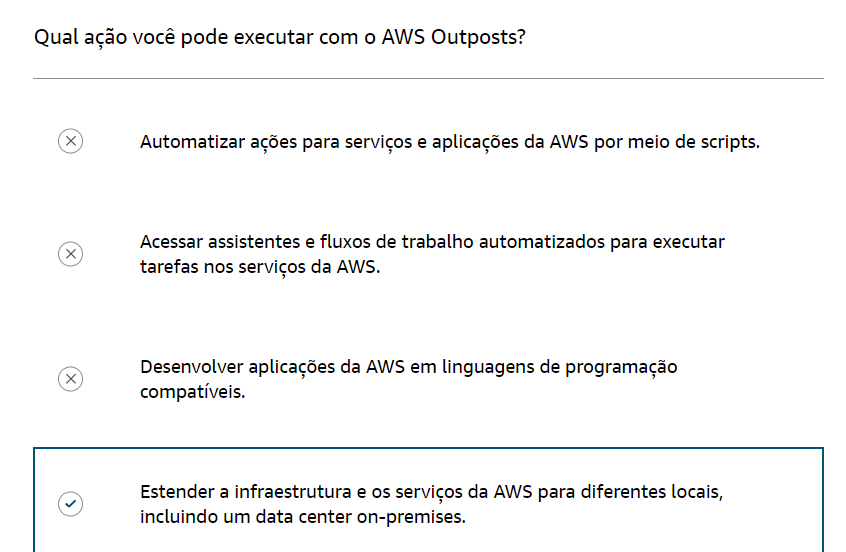 Qual ação você pode executar com o AWS Outposts?
Automatizar ações para serviços e aplicações da AWS por meio de scripts.
Acessar assistentes e fluxos de trabalho automatizados para executar
tarefas nos serviços da AWS.
Desenvolver aplicações da AWS em linguagens de programação
compatíveis.
Estender a infraestrutura e os serviços da AWS para diferentes locais,
incluindo um data center on-premises.